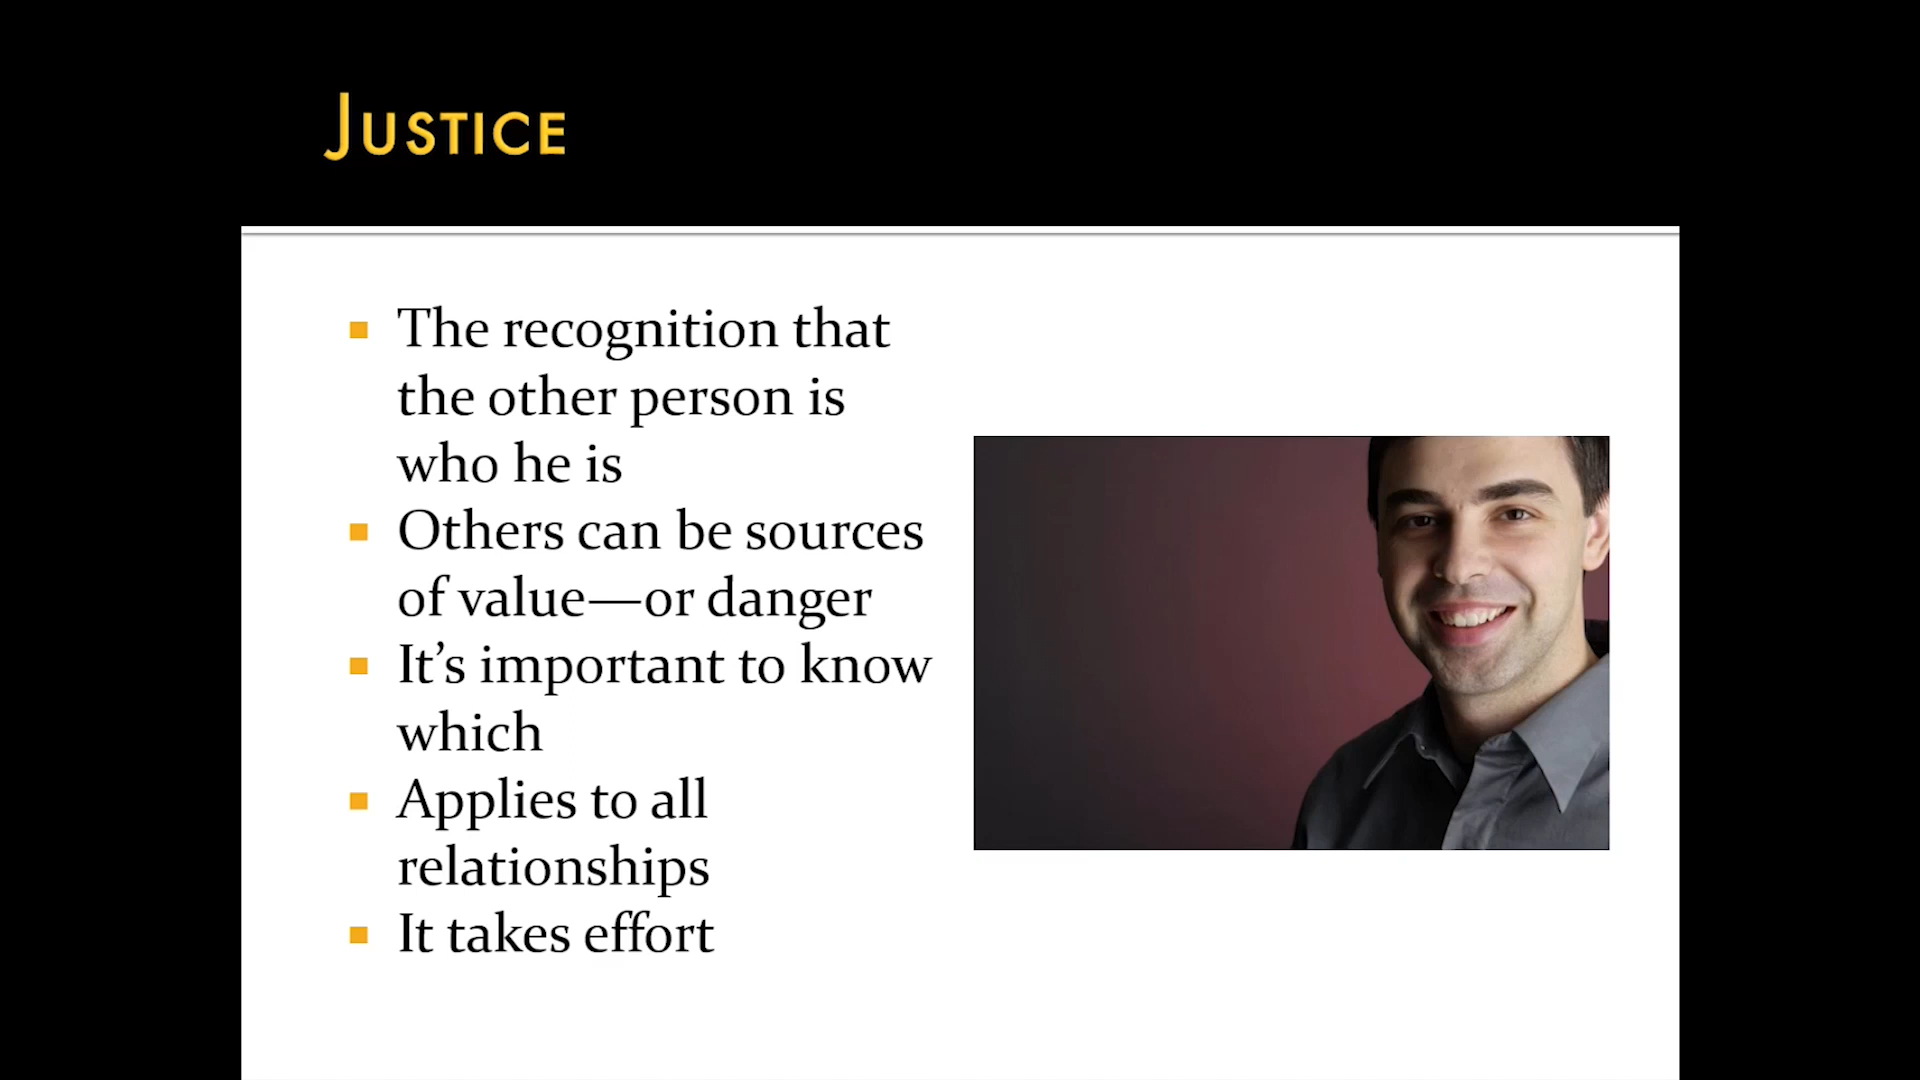 Justice
The recognition that
the other person is
who he is
Others can be sources
of value—or danger
It’s important to know
which
Applies to all
relationships
It takes effort